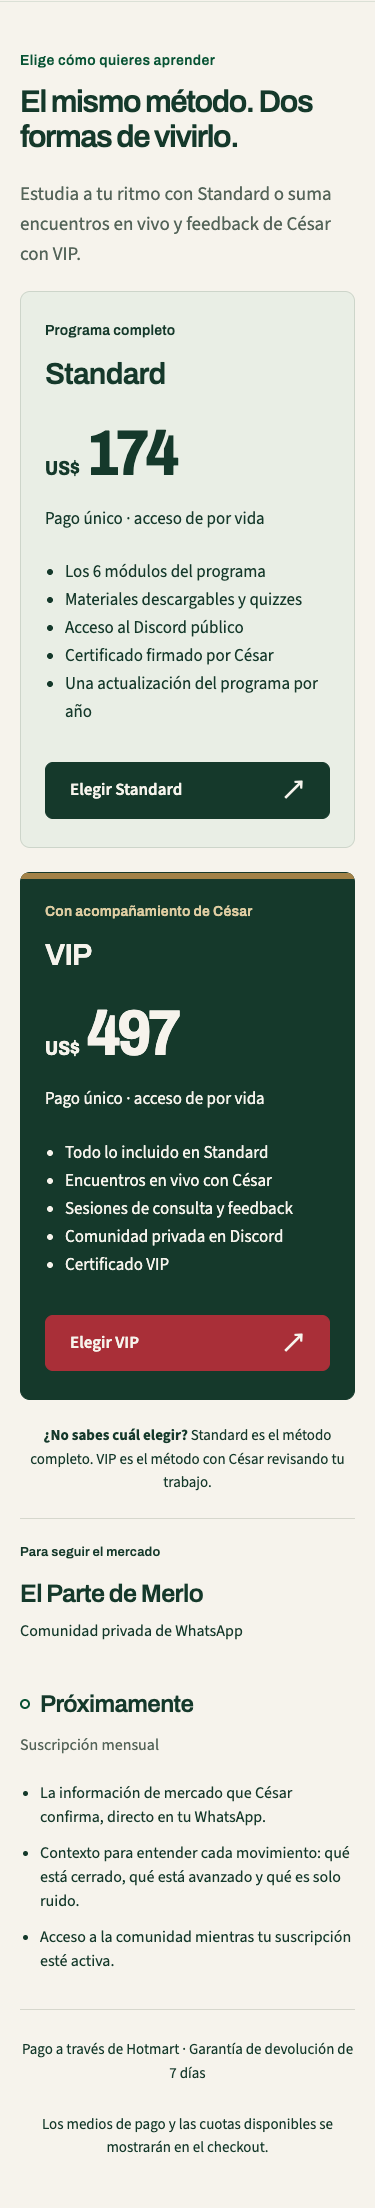 Elige cómo quieres aprender
El mismo método. Dos
formas de vivirlo.
Estudia a tu ritmo con Standard o suma
encuentros en vivo y feedback de César
con VIP.
Programa completo
Standard
US$ 174
Pago único · acceso de por vida
• Los 6 módulos del programa
• Materiales descargables y quizzes
• Acceso al Discord público
• Certificado firmado por César
• Una actualización del programa por
año
Elegir Standard ↗
Con acompañamiento de César
VIP
US$ 497
Pago único · acceso de por vida
• Todo lo incluido en Standard
• Encuentros en vivo con César
• Sesiones de consulta y feedback
• Comunidad privada en Discord
• Certificado VIP
Elegir VIP ↗
¿No sabes cuál elegir? Standard es el método
completo. VIP es el método con César revisando tu
trabajo.
Para seguir el mercado
El Parte de Merlo
Comunidad privada de WhatsApp
Próximamente
Suscripción mensual
• La información de mercado que César
confirma, directo en tu WhatsApp.
• Contexto para entender cada movimiento: qué
está cerrado, qué está avanzado y qué es solo
ruido.
• Acceso a la comunidad mientras tu suscripción
esté activa.
Pago a través de Hotmart · Garantía de devolución de
7 días
Los medios de pago y las cuotas disponibles se
mostrarán en el checkout.